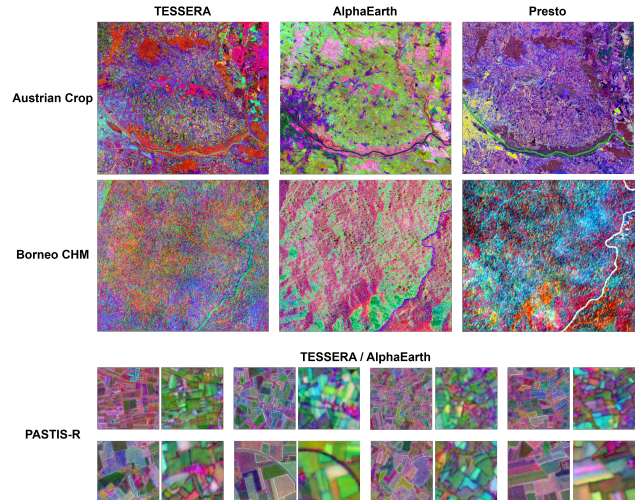 TESSERA AlphaEarth Presto
Austrian Crop
Borneo CHM
TESSERA / AlphaEarth
PASTIS-R